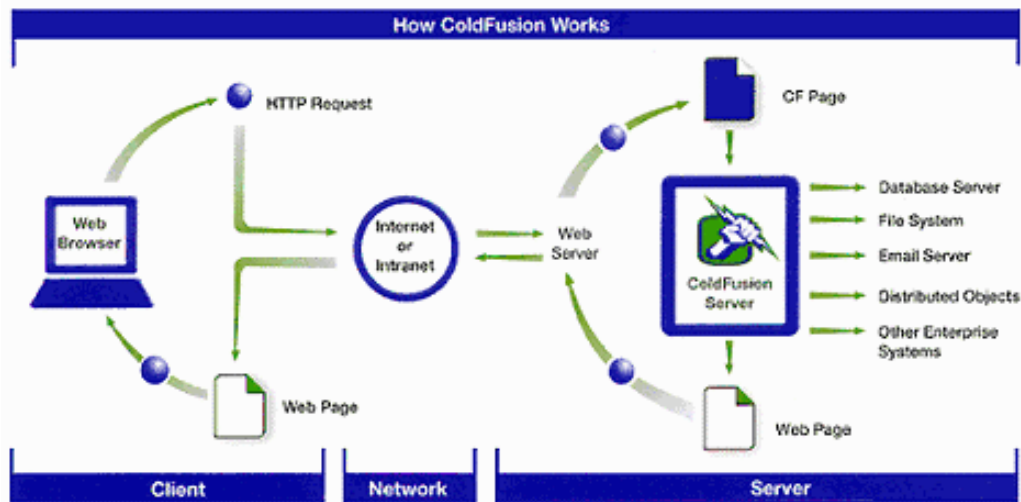 How ColdFusion Works
HTTP Request
Web
Browser
Web Page
Internet
or
Intranet
Web
Server
CF Page
ColdFusion
Server
Database Server
File System
Email Server
Distributed Objects
Other Enterprise
Systems
Web Page
Client
Network
Server